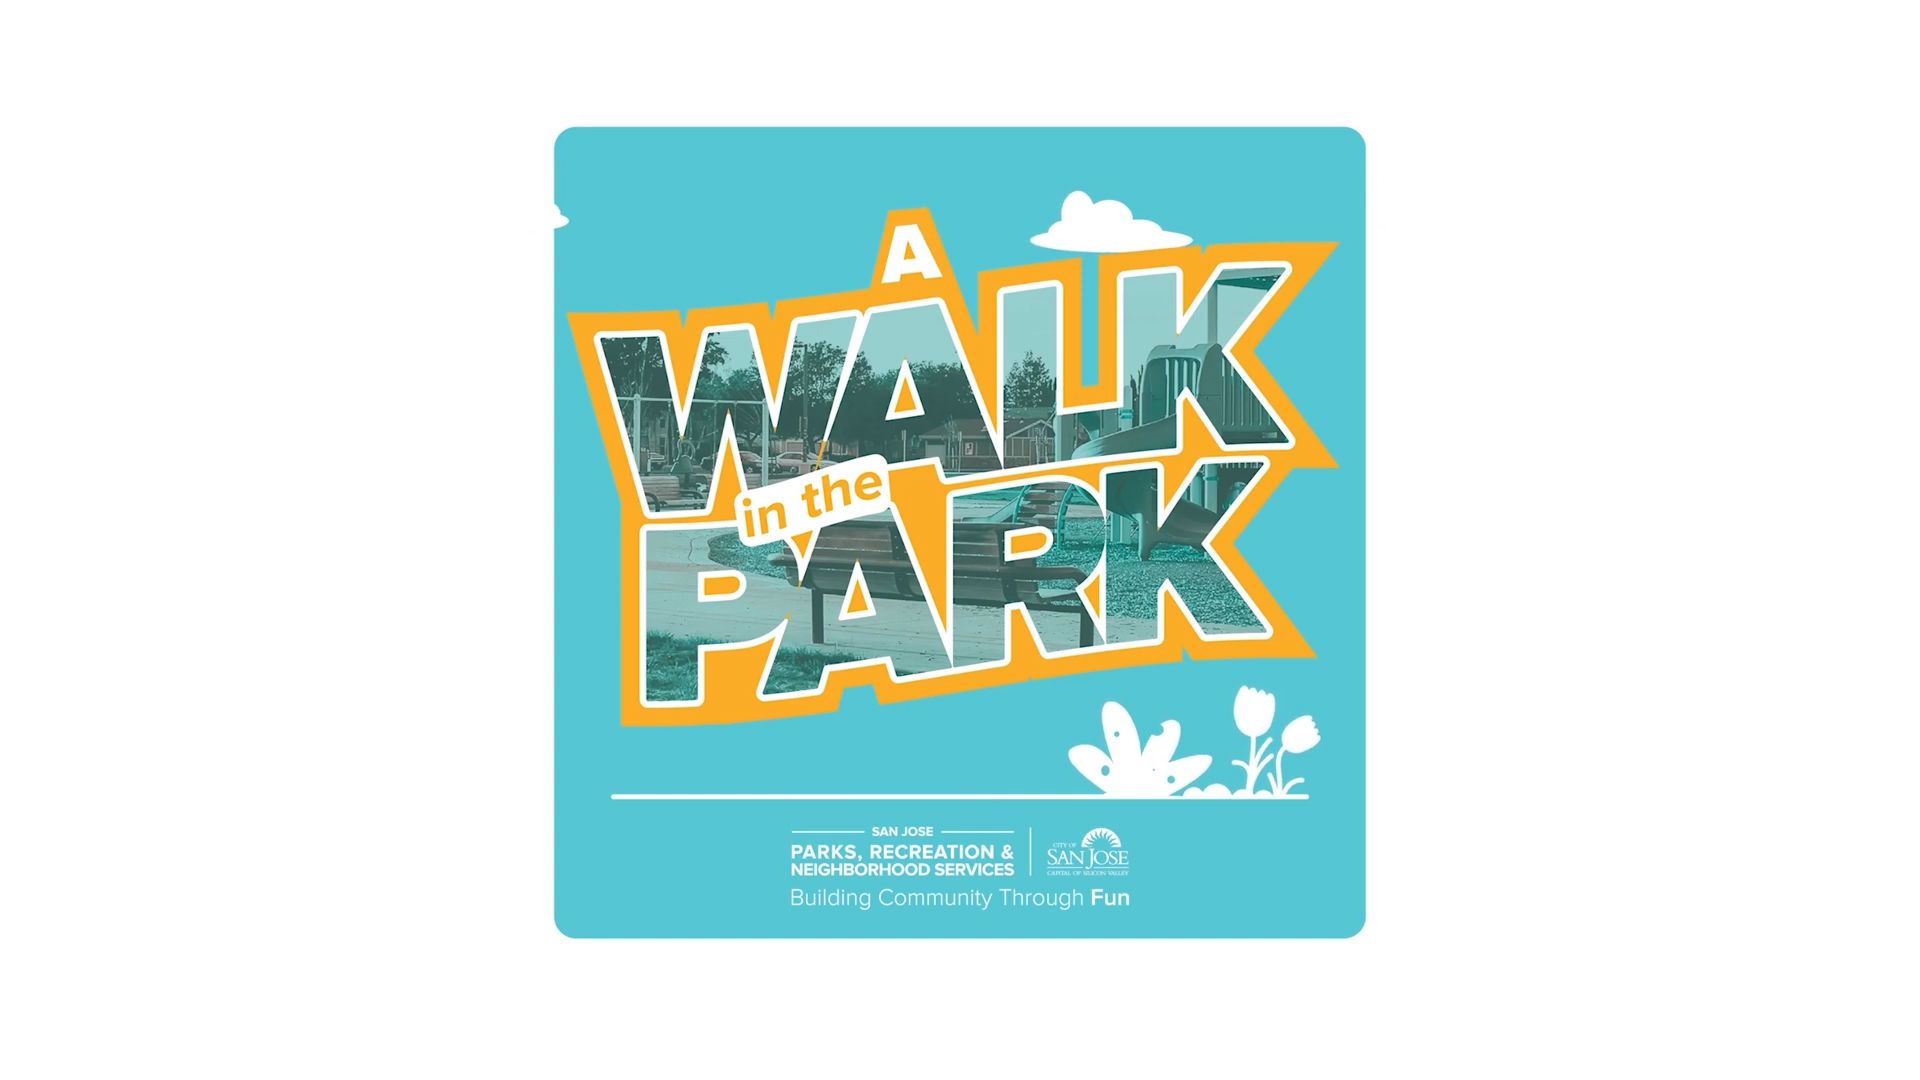 A
WALK
in the
PARK
SAN JOSE
PARKS, RECREATION &
NEIGHBORHOOD SERVICES
CITY OF
SAN JOSE
CAPITAL OF SILICON VALLEY
Building Community Through Fun